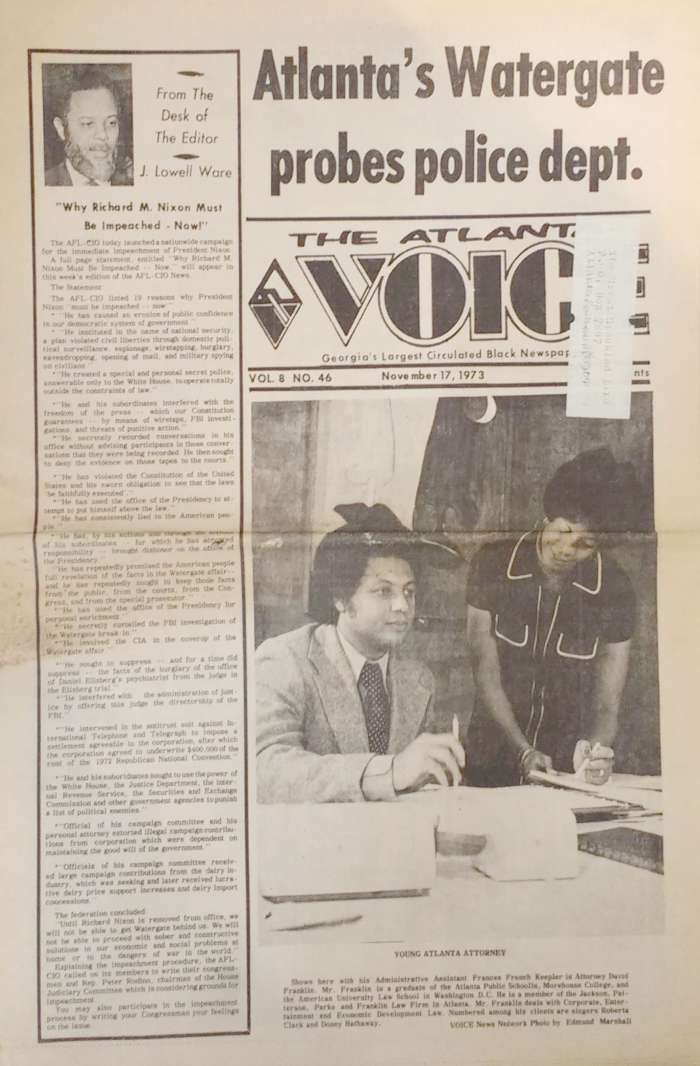 Atlanta's Watergate
probes police dept.
From The
Desk of
The Editor
J. Lowell Ware
"Why Richard M. Nixon Must
Be Impeached - Now!"
The AFL-CIO today launched a nationwide campaign
for the immediate impeachment of President Nixon.
A full page statement, entitled "Why Richard M.
Nixon Must Be Impeached -- Now," will appear in
this week's edition of the AFL-CIO News.
The Statement
The AFL-CIO listed 19 reasons why President
Nixon "must be impeached -- now"
*"He has caused an erosion of public confidence
in our democratic system of government."
*"He instituted in the name of national security,
a plan violated civil liberties through domestic poli-
tical surveillance, espionage, wiretapping, burglary,
eavesdropping, opening of mail, and military spying
on civilians"
*"He created a special and personal secret police,
answerable only to the White House, to operate totally
outside the constraints of law."
*"He and his subordinates interfered with the
freedom of the press -- which our Constitution
guarantees -- by means of wiretape, FBI investi-
gations, and threats of punitive action."
*"He secretly recorded conversations in his
office without advising participants in those conver-
sations that they were being recorded. He then sought
to deny the evidence on those tapes to the courts."
*"He has violated the Constitution of the United
States and his sworn obligation to see that the laws
'be faithfully executed'."
*"He has used the office of the Presidency to at-
tempt to put himself above the law."
*"He has consistently lied to the American peo-
ple."
*"He has, by his actions and through the
of his subordinates -- for which he has
responsibility -- brought dishonor on the office of
the Presidency."
"He has repeatedly promised the American people
full revelation of the facts in the Watergate affair--
and he has repeatedly sought to keep those facts
from the public, from the courts, from the Con-
gress, and from the special prosecutor."
*"He has used the office of the Presidency for
personal enrichment.
*"He secretly curtailed the FBI investigation of
the Watergate break-in."
*"He involved the CIA in the coverup of the
Watergate affair."
*"He sought to suppress -- and for a time did
suppress -- the facts of the burglary of the office
of Daniel Ellsberg's psychiatrist from the judge in
the Ellsberg trial."
*"He interfered with the administration of just-
ice by offering this judge the directorship of the
FBI."
*"He intervened in the antitrust suit against In-
ternational Telephone and Telegraph to impose a
settlement agreeable to the corporation, after which
the corporation agreed to underwrite $400,000 of the
cost of the 1972 Republican National Convention."
*"He and his suboridnates sought to use the power of
the White House, the Justice Department, the Inter-
nal Revenue Service, the Securities and Exchange
Commission and other government agencies to punish
a list of political enemies."
*"Official of his campaign committee and his
personal attorney extorted illegal campaign contribu-
tions from corporation which were dependent on
maintaining the good will of the government."
*"Officials of his campaign committee receiv-
ed large campaign contributions from the dairy in-
dustry, which was seeking and later received lucra-
tive dairy price support increases and dairy import
concessions."
The federation concluded:
"Until Richard Nixon is removed from office, we
will not be able to get Watergate behind us. We will
not be able to proceed with sober and constructive
solutions in our economic and social problems at
home or to the dangers of war in the world."
Explaining the impeachment procedure, the AFL-
CIO called on its members to write their congress-
men and Rep. Peter Rodino, chairman of the House
Judiciary Committee which is considering grounds for
impeachment.
You may also participate in the impeachment
process by writing your Congressman your feelings
on the issue.
THE ATLANTA
VOICE
Georgia's Largest Circulated Black Newspap
VOL. 8 NO. 46 November 17, 1973 nts
YOUNG ATLANTA ATTORNEY
Shown here with his Administrative Assistant Frances French Keepler is Attorney David
Franklin. Mr. Franklin is a graduate of the Atlanta Public Schoolis, Morehouse College, and
the American University Law School in Washington D.C. He is a member of the Jackson, Pat-
terson, Parks and Franklin Law Firm in Atlanta. Mr. Franklin deals with Corporate, Enter-
tainment and Economic Development Law. Numbered among his clients are singers Roberta
Clack and Donny Hathaway. VOICE News Network Photo by Edmund Marshall